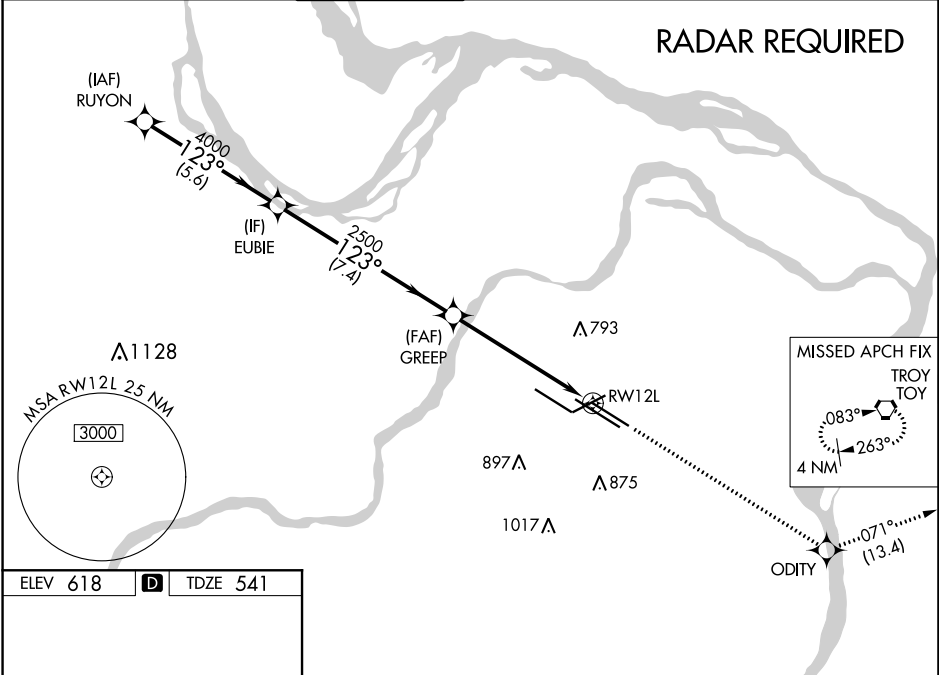 RADAR REQUIRED
(IAF)
RUYON
4000
123°
(5.6)
(IF)
EUBIE
2500
123°
(7.4)
(FAF)
GREEP
793
1128
RW12L
MSA RW12L 25 NM
3000
897
875
1017
MISSED APCH FIX
TROY
TOY
083°
263°
4 NM
071°
(13.4)
ODITY
ELEV 618 D TDZE 541